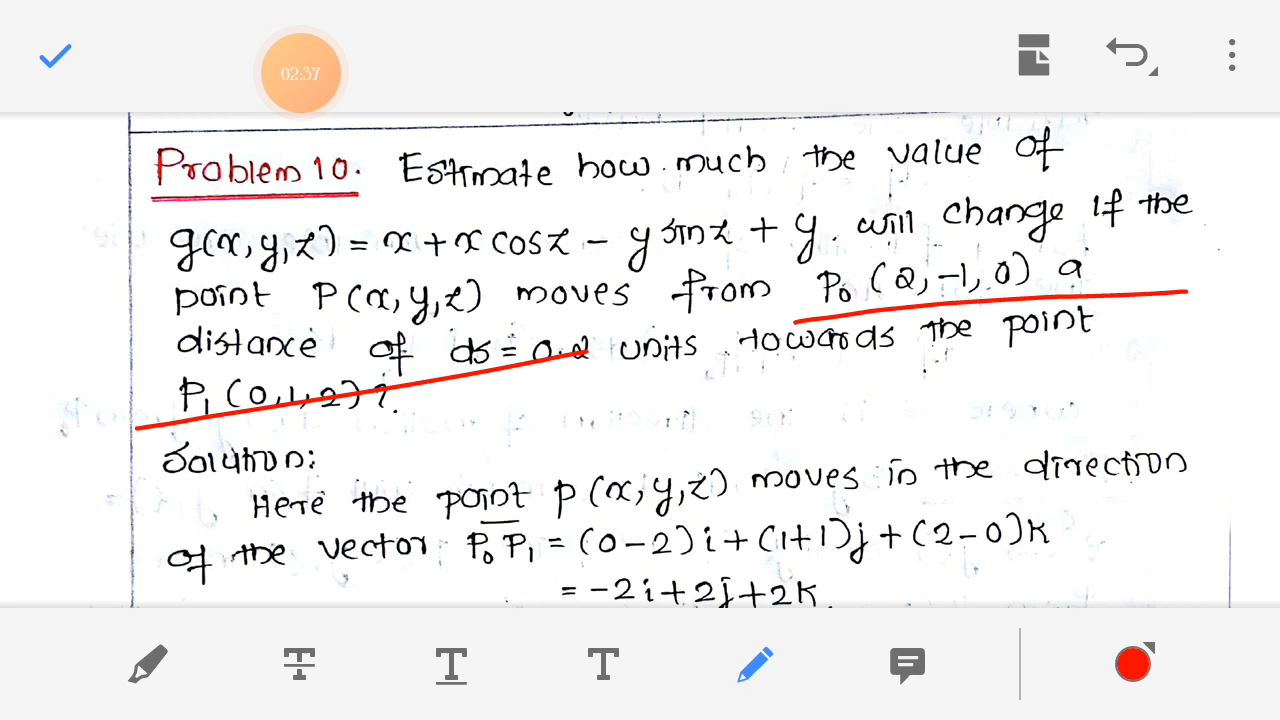 02:37
Problem 10. Estimate how much the value of
g(x,y,z) = x + x cosz - y sinz + y. will change if the
point P(x,y,z) moves from P₀ (2,-1,0) a
distance of ds = 0.2 units towards the point
P₁ (0,1,2)?.
Solution:
Here the point p(x,y,z) moves in the direction
of the vector P₀P₁ = (0-2)i + (1+1)j + (2-0)k
= -2i + 2j + 2k.
T
T
T